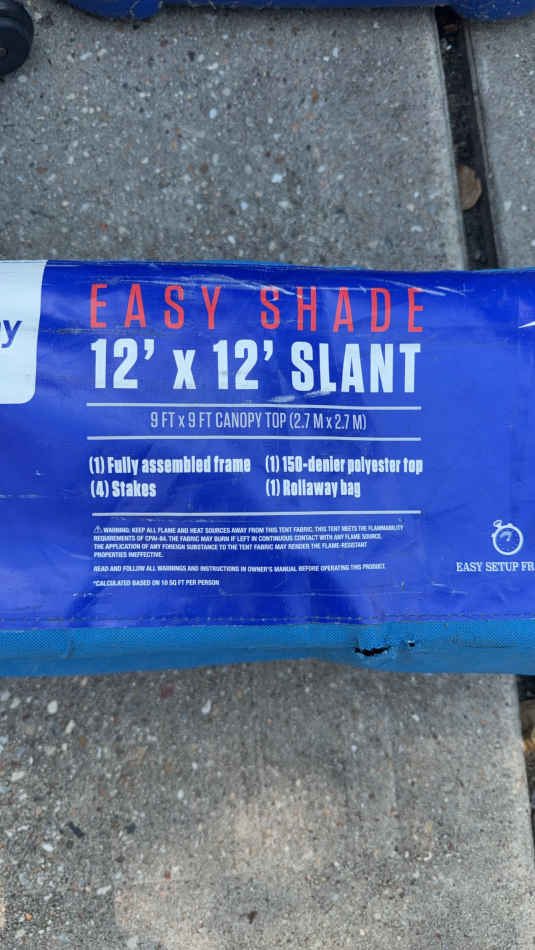 EASY SHADE
12’ x 12’ SLANT
9 FT x 9 FT CANOPY TOP (2.7 M x 2.7 M)
(1) Fully assembled frame (1) 150-denier polyester top
(4) Stakes (1) Rollaway bag
⚠ WARNING: KEEP ALL FLAME AND HEAT SOURCES AWAY FROM THIS TENT FABRIC. THIS TENT MEETS THE FLAMMABILITY
REQUIREMENTS OF CPAI-84. THE FABRIC MAY BURN IF LEFT IN CONTINUOUS CONTACT WITH ANY FLAME SOURCE.
THE APPLICATION OF ANY FOREIGN SUBSTANCE TO THE TENT FABRIC MAY RENDER THE FLAME-RESISTANT
PROPERTIES INEFFECTIVE.
READ AND FOLLOW ALL WARNINGS AND INSTRUCTIONS IN OWNER'S MANUAL BEFORE OPERATING THIS PRODUCT.
*CALCULATED BASED ON 10 SQ FT PER PERSON
EASY SETUP FR